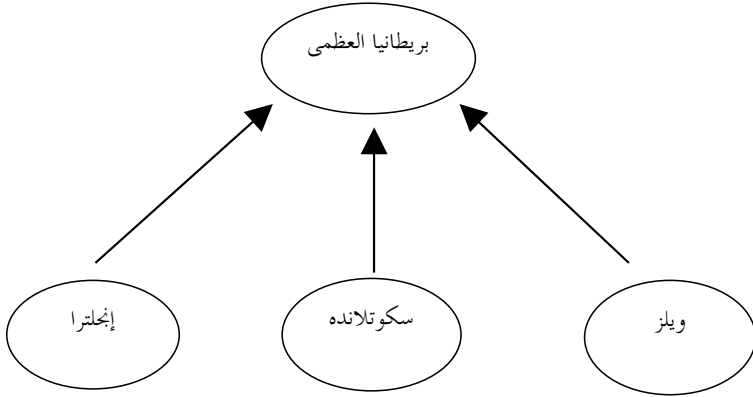 بريطانيا العظمى
ويلز
سكوتلانده
إنجلترا